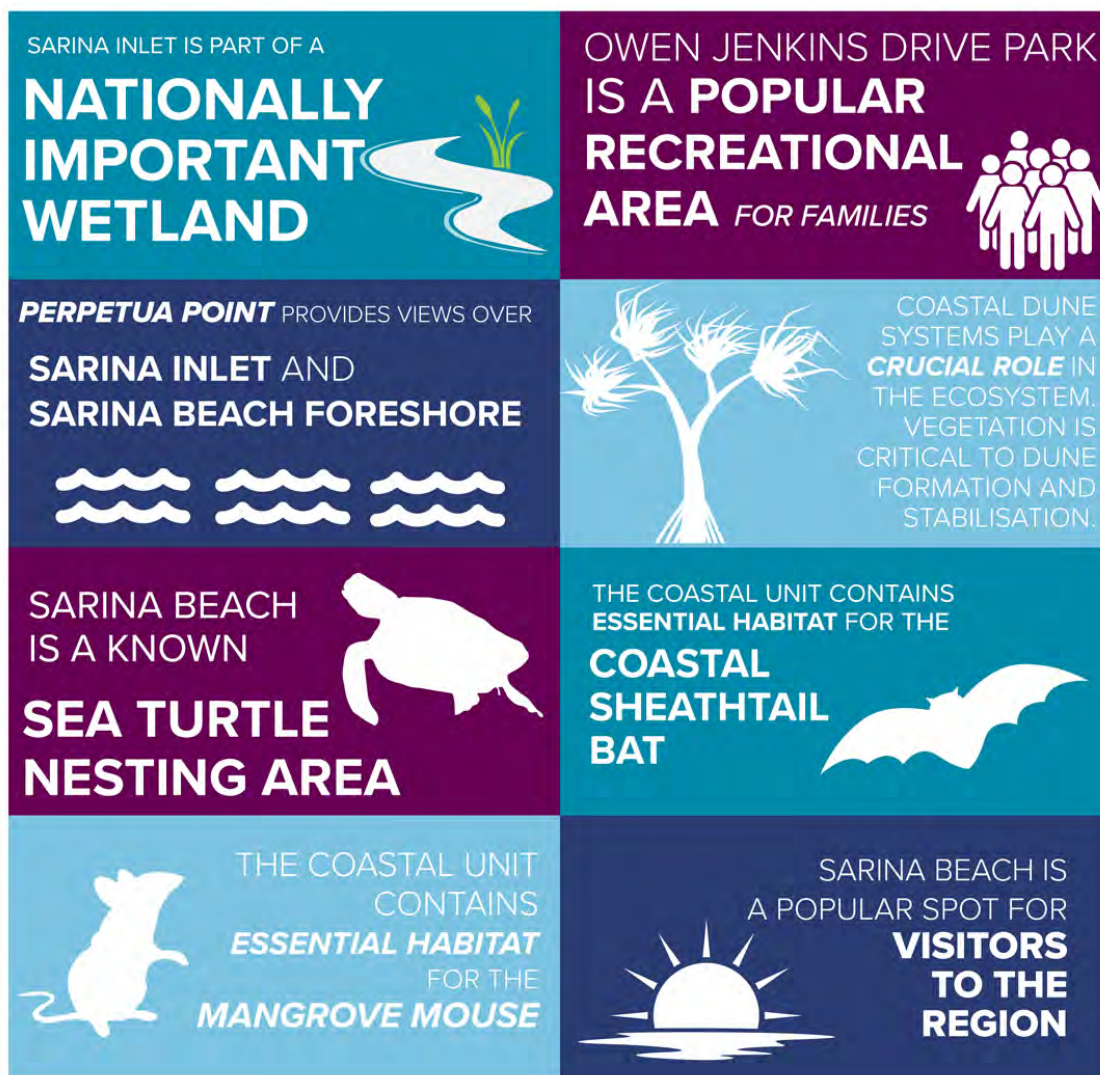 SARINA INLET IS PART OF A
NATIONALLY
IMPORTANT
WETLAND
OWEN JENKINS DRIVE PARK
IS A POPULAR
RECREATIONAL
AREA FOR FAMILIES
PERPETUA POINT PROVIDES VIEWS OVER
SARINA INLET AND
SARINA BEACH FORESHORE
COASTAL DUNE
SYSTEMS PLAY A
CRUCIAL ROLE IN
THE ECOSYSTEM.
VEGETATION IS
CRITICAL TO DUNE
FORMATION AND
STABILISATION.
SARINA BEACH
IS A KNOWN
SEA TURTLE
NESTING AREA
THE COASTAL UNIT CONTAINS
ESSENTIAL HABITAT FOR THE
COASTAL
SHEATHTAIL
BAT
THE COASTAL UNIT
CONTAINS
ESSENTIAL HABITAT
FOR THE
MANGROVE MOUSE
SARINA BEACH IS
A POPULAR SPOT FOR
VISITORS
TO THE
REGION